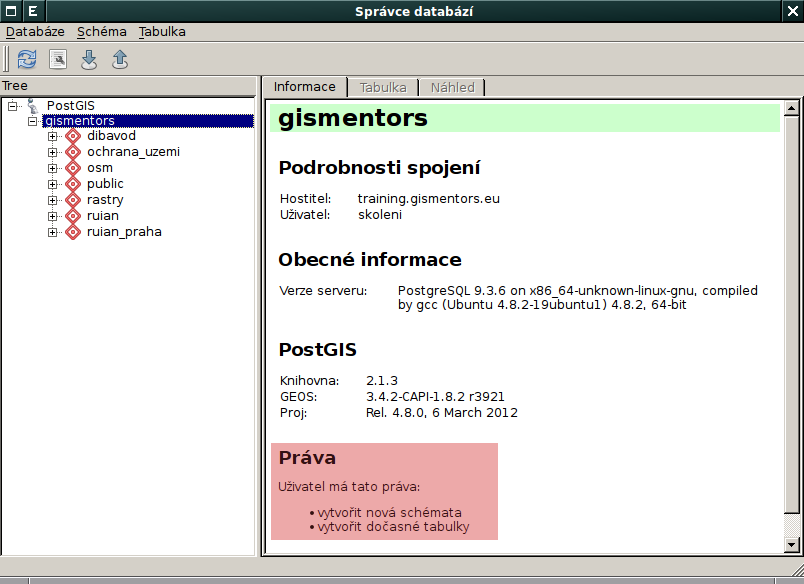 E Správce databází
Databáze Schéma Tabulka
Tree
PostGIS
gismentors
dibavod
ochrana_uzemi
osm
public
rastry
ruian
ruian_praha
Informace Tabulka Náhled
gismentors
Podrobnosti spojení
Hostitel: training.gismentors.eu
Uživatel: skoleni
Obecné informace
Verze serveru: PostgreSQL 9.3.6 on x86_64-unknown-linux-gnu, compiled
by gcc (Ubuntu 4.8.2-19ubuntu1) 4.8.2, 64-bit
PostGIS
Knihovna: 2.1.3
GEOS: 3.4.2-CAPI-1.8.2 r3921
Proj: Rel. 4.8.0, 6 March 2012
Práva
Uživatel má tato práva:
• vytvořit nová schémata
• vytvořit dočasné tabulky